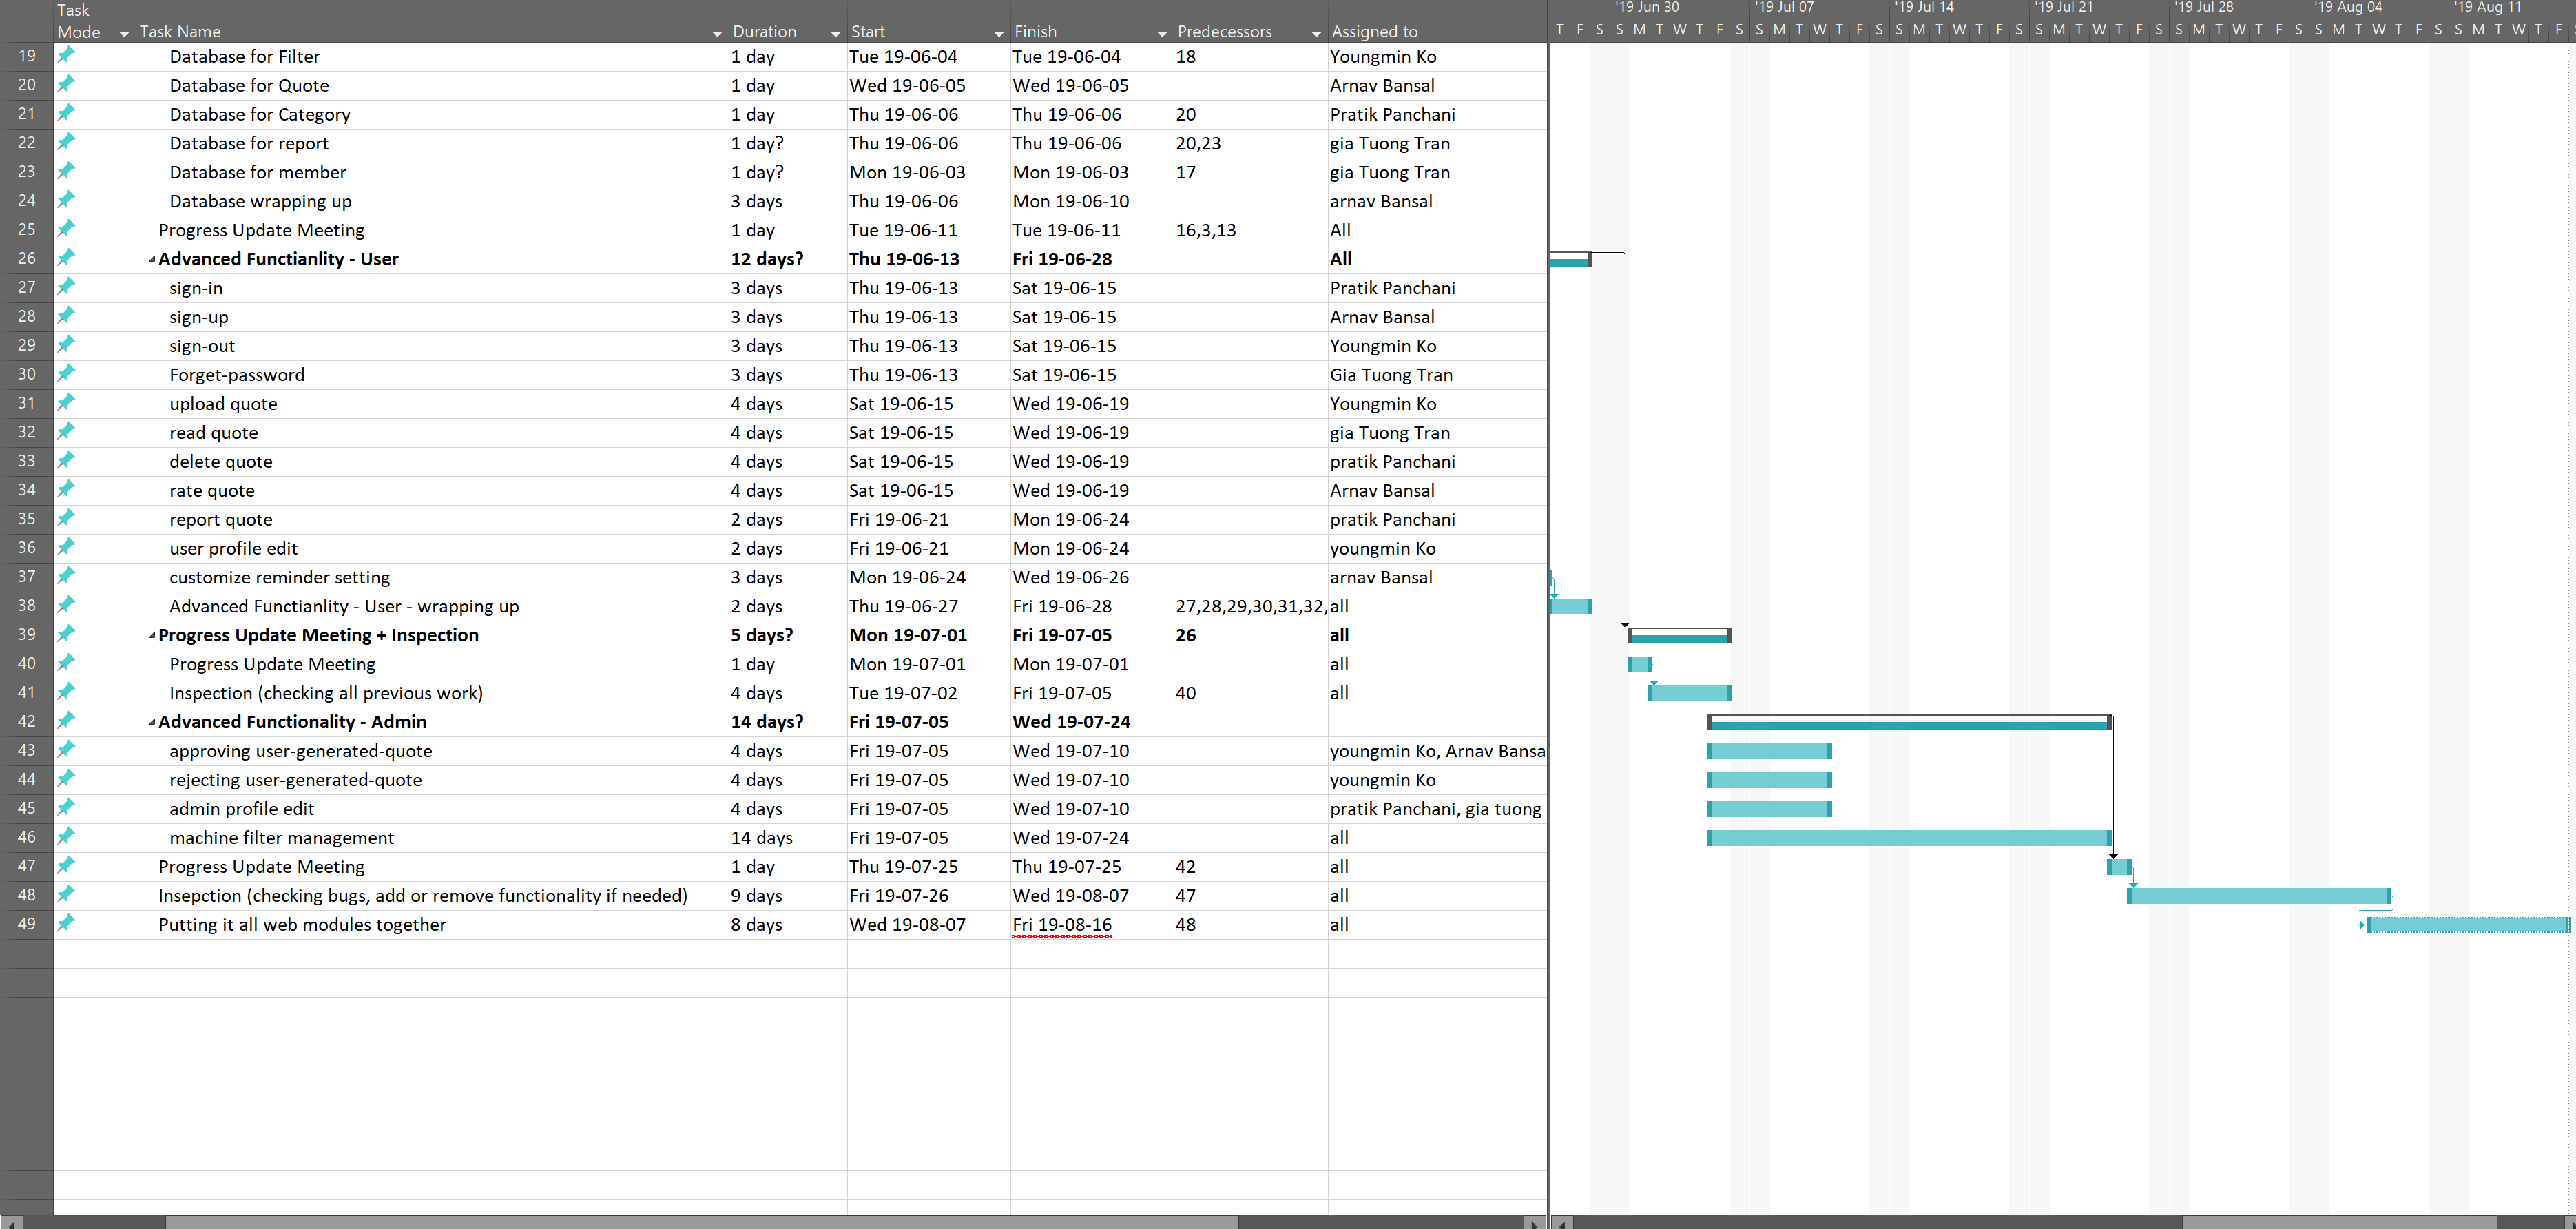 Task Mode Task Name Duration Start Finish Predecessors Assigned to
'19 Jun 30 '19 Jul 07 '19 Jul 14 '19 Jul 21 '19 Jul 28 '19 Aug 04 '19 Aug 11
T F S S M T W T F S S M T W T F S S M T W T F S S M T W T F S S M T W T F S S M T W T F S S M T W T F
19 Database for Filter 1 day Tue 19-06-04 Tue 19-06-04 18 Youngmin Ko
20 Database for Quote 1 day Wed 19-06-05 Wed 19-06-05 Arnav Bansal
21 Database for Category 1 day Thu 19-06-06 Thu 19-06-06 20 Pratik Panchani
22 Database for report 1 day? Thu 19-06-06 Thu 19-06-06 20,23 gia Tuong Tran
23 Database for member 1 day? Mon 19-06-03 Mon 19-06-03 17 gia Tuong Tran
24 Database wrapping up 3 days Thu 19-06-06 Mon 19-06-10 arnav Bansal
25 Progress Update Meeting 1 day Tue 19-06-11 Tue 19-06-11 16,3,13 All
26 Advanced Functianlity - User 12 days? Thu 19-06-13 Fri 19-06-28 All
27 sign-in 3 days Thu 19-06-13 Sat 19-06-15 Pratik Panchani
28 sign-up 3 days Thu 19-06-13 Sat 19-06-15 Arnav Bansal
29 sign-out 3 days Thu 19-06-13 Sat 19-06-15 Youngmin Ko
30 Forget-password 3 days Thu 19-06-13 Sat 19-06-15 Gia Tuong Tran
31 upload quote 4 days Sat 19-06-15 Wed 19-06-19 Youngmin Ko
32 read quote 4 days Sat 19-06-15 Wed 19-06-19 gia Tuong Tran
33 delete quote 4 days Sat 19-06-15 Wed 19-06-19 pratik Panchani
34 rate quote 4 days Sat 19-06-15 Wed 19-06-19 Arnav Bansal
35 report quote 2 days Fri 19-06-21 Mon 19-06-24 pratik Panchani
36 user profile edit 2 days Fri 19-06-21 Mon 19-06-24 youngmin Ko
37 customize reminder setting 3 days Mon 19-06-24 Wed 19-06-26 arnav Bansal
38 Advanced Functianlity - User - wrapping up 2 days Thu 19-06-27 Fri 19-06-28 27,28,29,30,31,32, all
39 Progress Update Meeting + Inspection 5 days? Mon 19-07-01 Fri 19-07-05 26 all
40 Progress Update Meeting 1 day Mon 19-07-01 Mon 19-07-01 all
41 Inspection (checking all previous work) 4 days Tue 19-07-02 Fri 19-07-05 40 all
42 Advanced Functionality - Admin 14 days? Fri 19-07-05 Wed 19-07-24
43 approving user-generated-quote 4 days Fri 19-07-05 Wed 19-07-10 youngmin Ko, Arnav Bansa
44 rejecting user-generated-quote 4 days Fri 19-07-05 Wed 19-07-10 youngmin Ko
45 admin profile edit 4 days Fri 19-07-05 Wed 19-07-10 pratik Panchani, gia tuong
46 machine filter management 14 days Fri 19-07-05 Wed 19-07-24 all
47 Progress Update Meeting 1 day Thu 19-07-25 Thu 19-07-25 42 all
48 Insepction (checking bugs, add or remove functionality if needed) 9 days Fri 19-07-26 Wed 19-08-07 47 all
49 Putting it all web modules together 8 days Wed 19-08-07 Fri 19-08-16 48 all